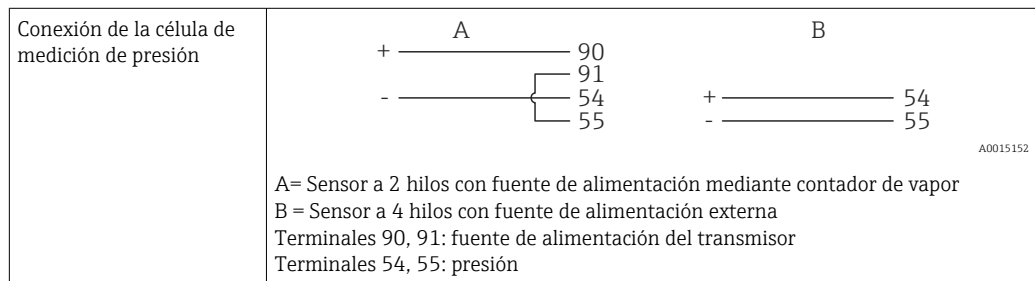 Conexión de la célula de
medición de presión
A
B
+ 90
91
- 54
55
+ 54
- 55
A0015152
A= Sensor a 2 hilos con fuente de alimentación mediante contador de vapor
B = Sensor a 4 hilos con fuente de alimentación externa
Terminales 90, 91: fuente de alimentación del transmisor
Terminales 54, 55: presión